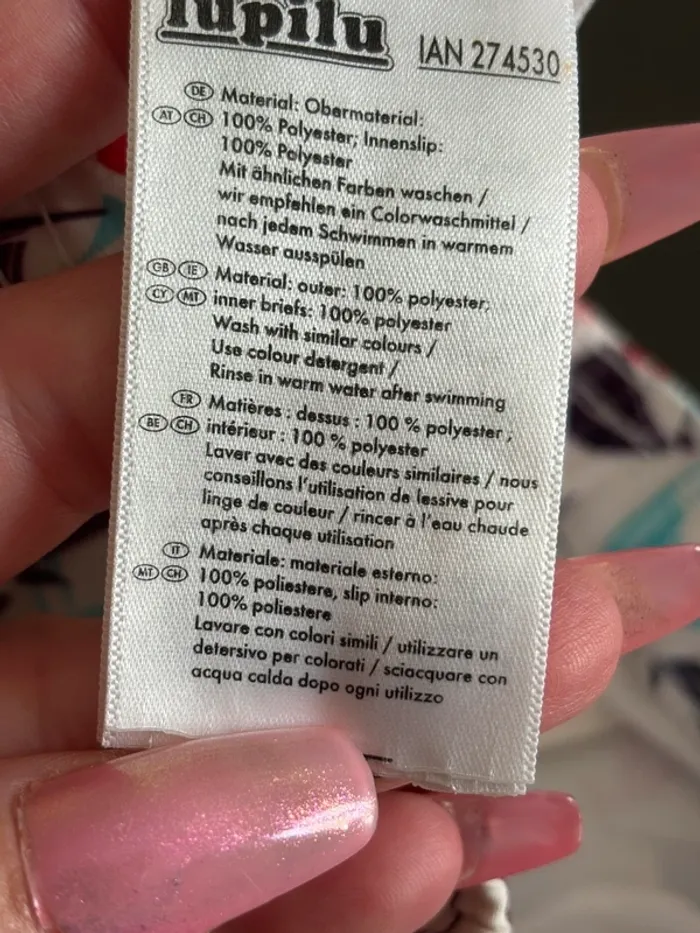 lupilu
IAN 274530
DE Material: Obermaterial:
AT CH 100% Polyester; Innenslip:
100% Polyester
Mit ähnlichen Farben waschen /
wir empfehlen ein Colorwaschmittel /
nach jedem Schwimmen in warmem
Wasser ausspülen
GB IE Material: outer: 100% polyester;
CY MT inner briefs: 100% polyester
Wash with similar colours /
Use colour detergent /
Rinse in warm water after swimming
FR Matières : dessus : 100 % polyester ;
BE CH intérieur : 100 % polyester
Laver avec des couleurs similaires / nous
conseillons l'utilisation de lessive pour
linge de couleur / rincer à l'eau chaude
après chaque utilisation
IT Materiale: materiale esterno:
MT CH 100% poliestere, slip interno:
100% poliestere
Lavare con colori simili / utilizzare un
detersivo per colorati / sciacquare con
acqua calda dopo ogni utilizzo